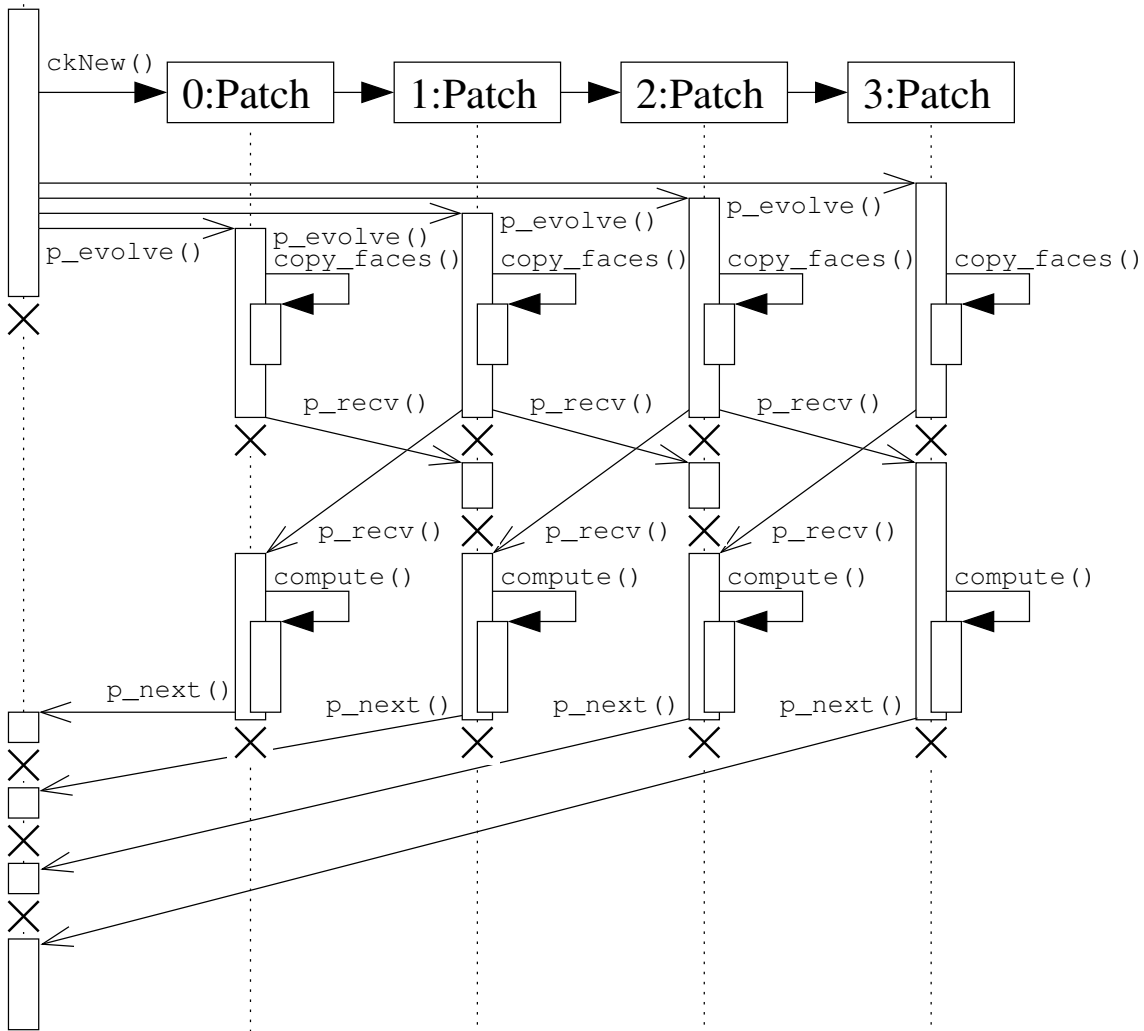 ckNew()
0:Patch
1:Patch
2:Patch
3:Patch
p_evolve()
p_evolve()
p_evolve()
p_evolve()
copy_faces()
copy_faces()
copy_faces()
copy_faces()
p_recv()
p_recv()
p_recv()
p_recv()
p_recv()
p_recv()
compute()
compute()
compute()
compute()
p_next()
p_next()
p_next()
p_next()